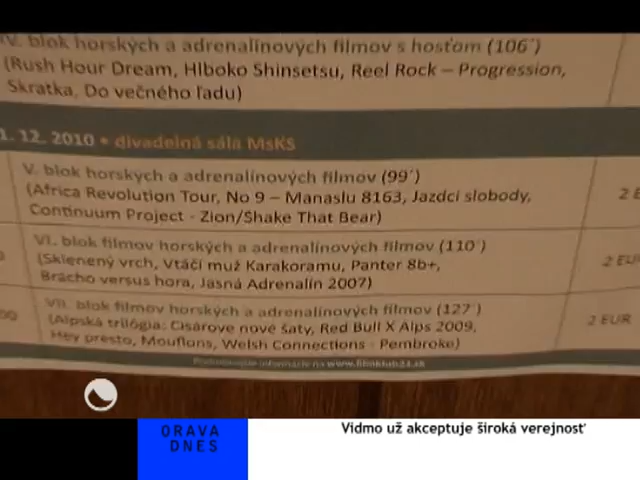 IV. blok horských a adrenalínových filmov s hosťom (106´)
(Rush Hour Dream, Hlboko Shinsetsu, Reel Rock – Progression,
Skratka, Do večného ľadu)
1. 12. 2010 • divadelná sála MsKS
V. blok horských a adrenalínových filmov (99´)
(Africa Revolution Tour, No 9 – Manaslu 8163, Jazdci slobody,
Continuum Project - Zion/Shake That Bear)
2 E
VI. blok filmov horských a adrenalínových filmov (110´)
(Sklenený vrch, Vtáčí muž Karakoramu, Panter 8b+,
Brácho versus hora, Jasná Adrenalín 2007)
2 EUR
VII. blok filmov horských a adrenalínových filmov (127´)
(Alpská trilógia: Cisárove nové šaty, Red Bull X Alps 2009,
Hey presto, Mouflons, Welsh Connections - Pembroke)
2 EUR
ORAVA
DNES
Vidmo už akceptuje široká verejnosť